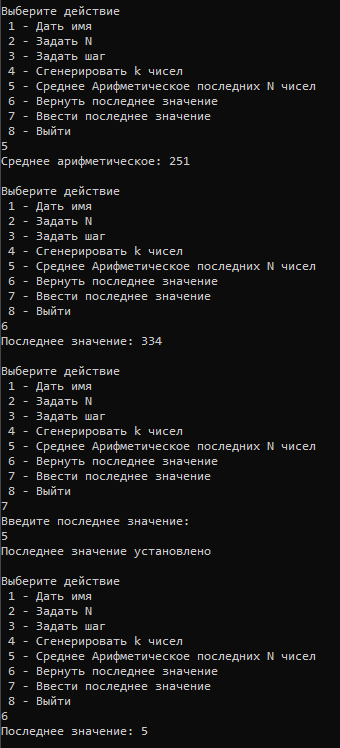 Выберите действие
1 - Дать имя
2 - Задать N
3 - Задать шаг
4 - Сгенерировать k чисел
5 - Среднее Арифметическое последних N чисел
6 - Вернуть последнее значение
7 - Ввести последнее значение
8 - Выйти
5
Среднее арифметическое: 251
Выберите действие
1 - Дать имя
2 - Задать N
3 - Задать шаг
4 - Сгенерировать k чисел
5 - Среднее Арифметическое последних N чисел
6 - Вернуть последнее значение
7 - Ввести последнее значение
8 - Выйти
6
Последнее значение: 334
Выберите действие
1 - Дать имя
2 - Задать N
3 - Задать шаг
4 - Сгенерировать k чисел
5 - Среднее Арифметическое последних N чисел
6 - Вернуть последнее значение
7 - Ввести последнее значение
8 - Выйти
7
Введите последнее значение:
5
Последнее значение установлено
Выберите действие
1 - Дать имя
2 - Задать N
3 - Задать шаг
4 - Сгенерировать k чисел
5 - Среднее Арифметическое последних N чисел
6 - Вернуть последнее значение
7 - Ввести последнее значение
8 - Выйти
6
Последнее значение: 5